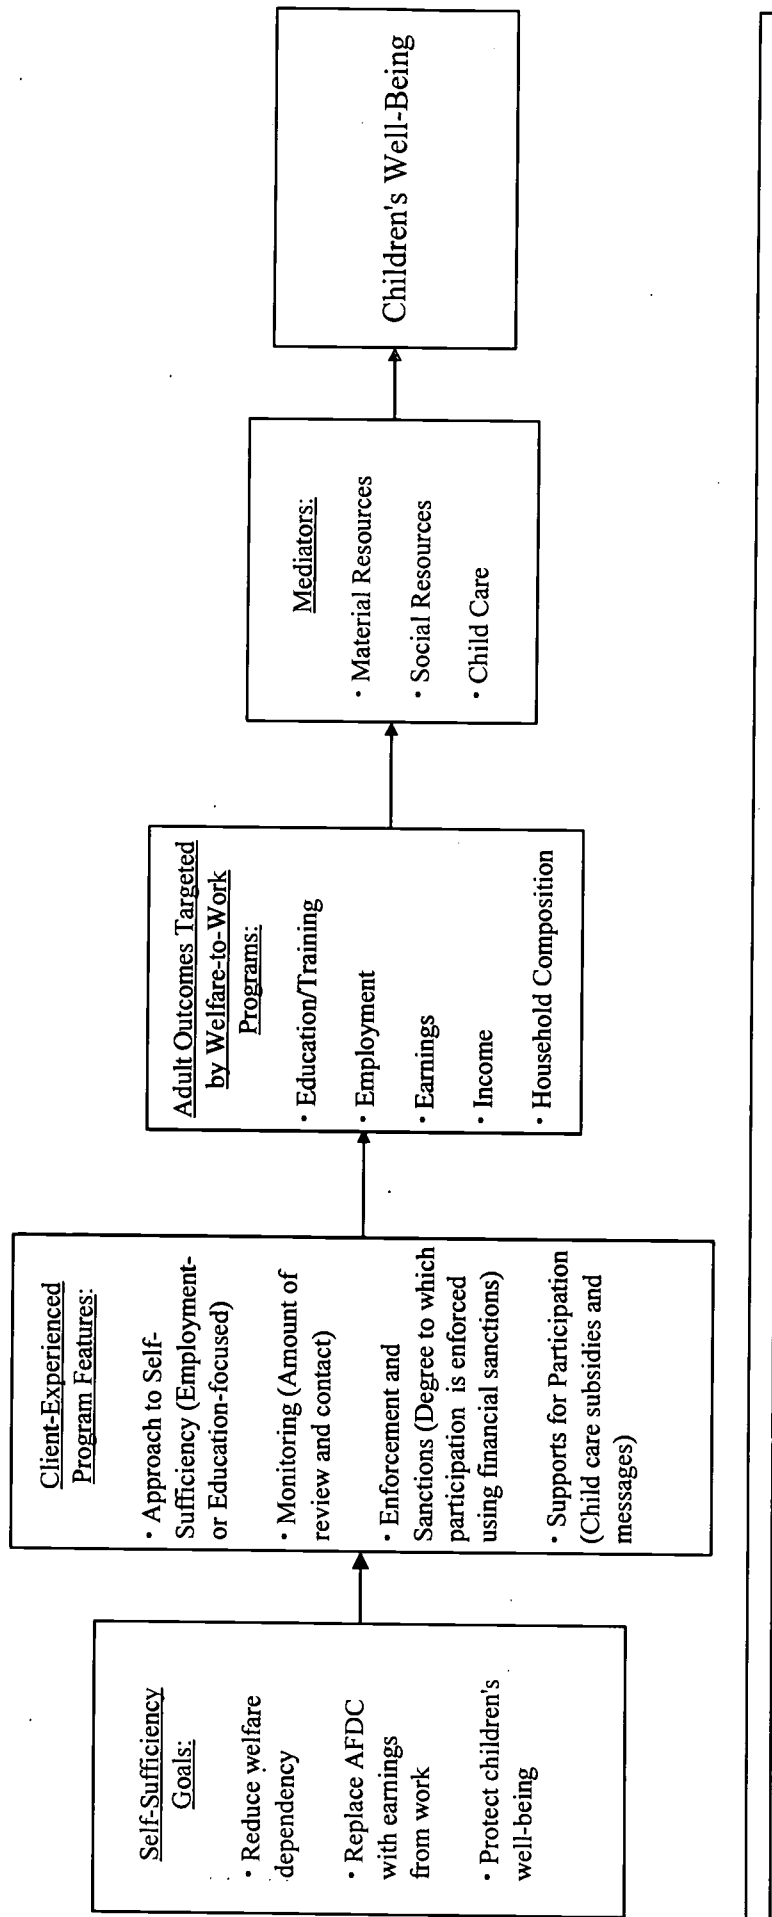 Self-Sufficiency
Goals:
• Reduce welfare
dependency
• Replace AFDC
with earnings
from work
• Protect children's
well-being
Client-Experienced
Program Features:
• Approach to Self-
Sufficiency (Employment-
or Education-focused)
• Monitoring (Amount of
review and contact)
• Enforcement and
Sanctions (Degree to which
participation is enforced
using financial sanctions)
• Supports for Participation
(Child care subsidies and
messages)
Adult Outcomes Targeted
by Welfare-to-Work
Programs:
• Education/Training
• Employment
• Earnings
• Income
• Household Composition
Mediators:
• Material Resources
• Social Resources
• Child Care
Children's Well-Being